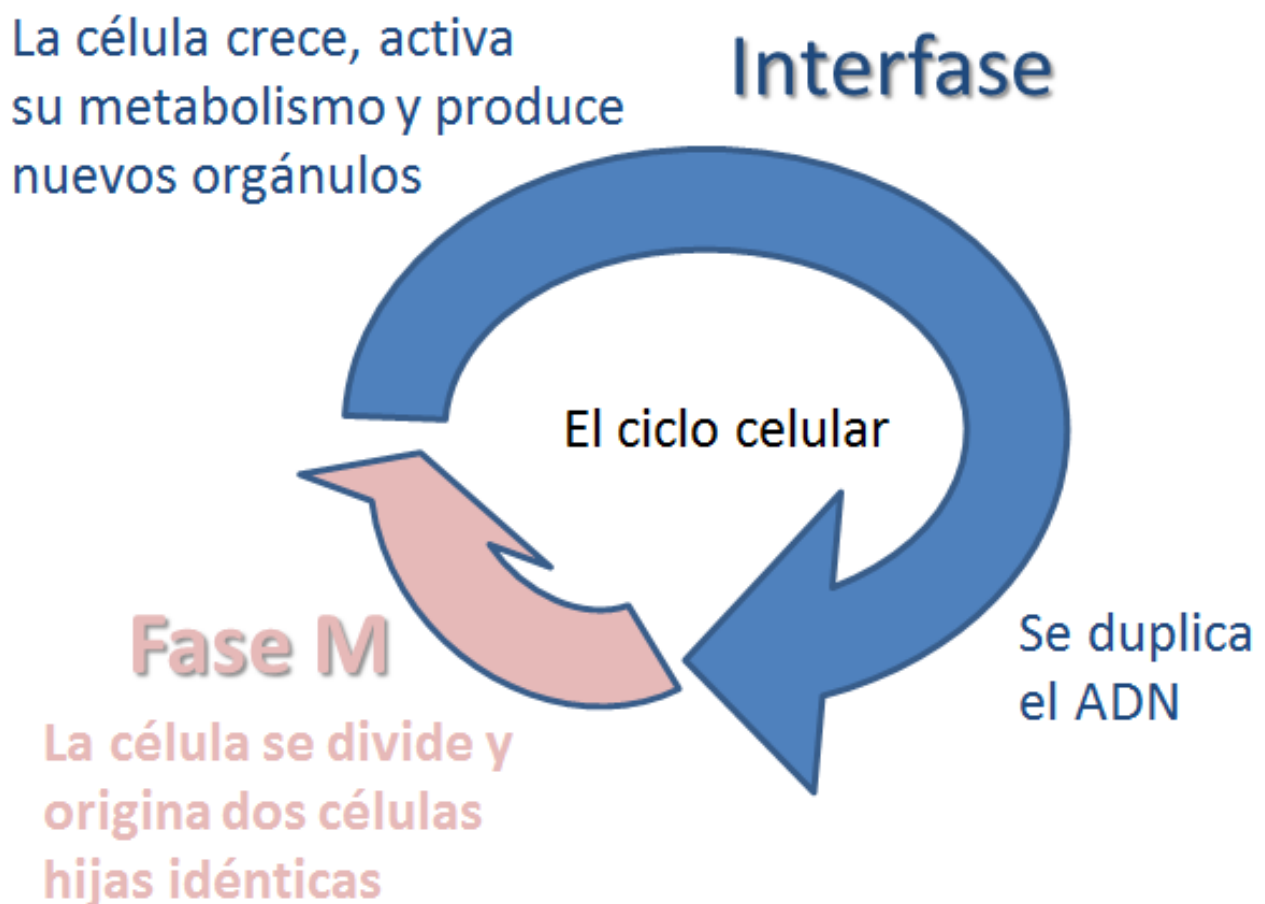 La célula crece, activa
su metabolismo y produce
nuevos orgánulos
Interfase
El ciclo celular
Se duplica
el ADN
Fase M
La célula se divide y
origina dos células
hijas idénticas